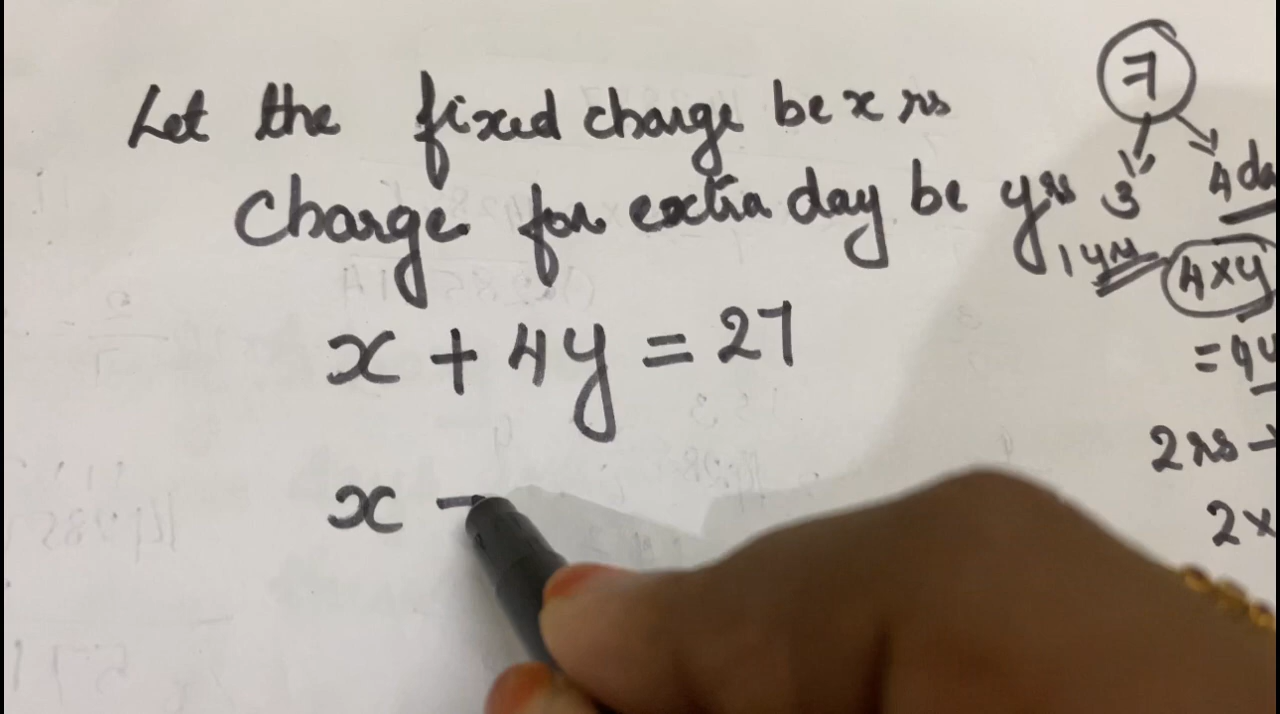 Let the fixed charge be x rs
Charge for extra day be y rs
x + 4y = 27
x -
7
3
4 da
1 y rs
4 × y
= 4y
2 rs -
2 ×